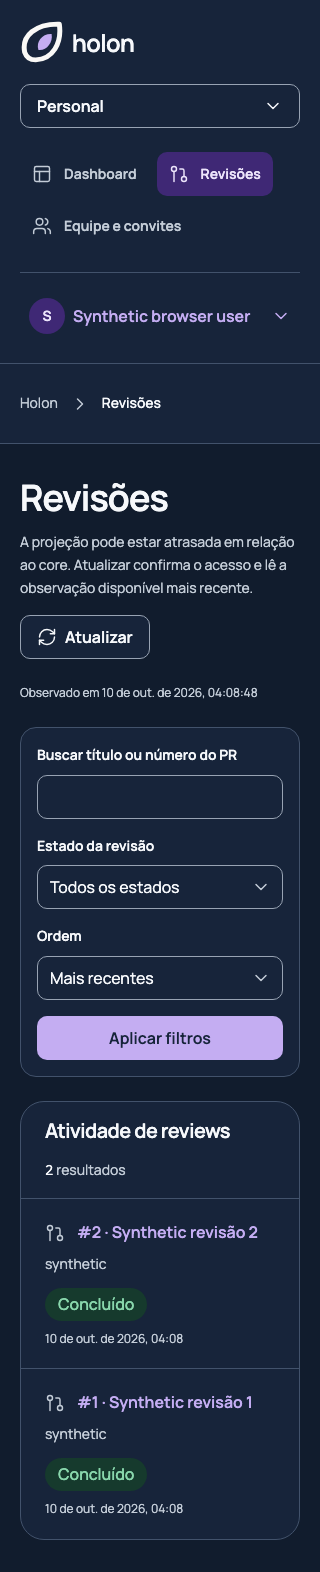 holon
Personal
Dashboard
Revisões
Equipe e convites
S
Synthetic browser user
Holon
Revisões
Revisões
A projeção pode estar atrasada em relação
ao core. Atualizar confirma o acesso e lê a
observação disponível mais recente.
Atualizar
Observado em 10 de out. de 2026, 04:08:48
Buscar título ou número do PR
Estado da revisão
Todos os estados
Ordem
Mais recentes
Aplicar filtros
Atividade de reviews
2 resultados
#2 · Synthetic revisão 2
synthetic
Concluído
10 de out. de 2026, 04:08
#1 · Synthetic revisão 1
synthetic
Concluído
10 de out. de 2026, 04:08